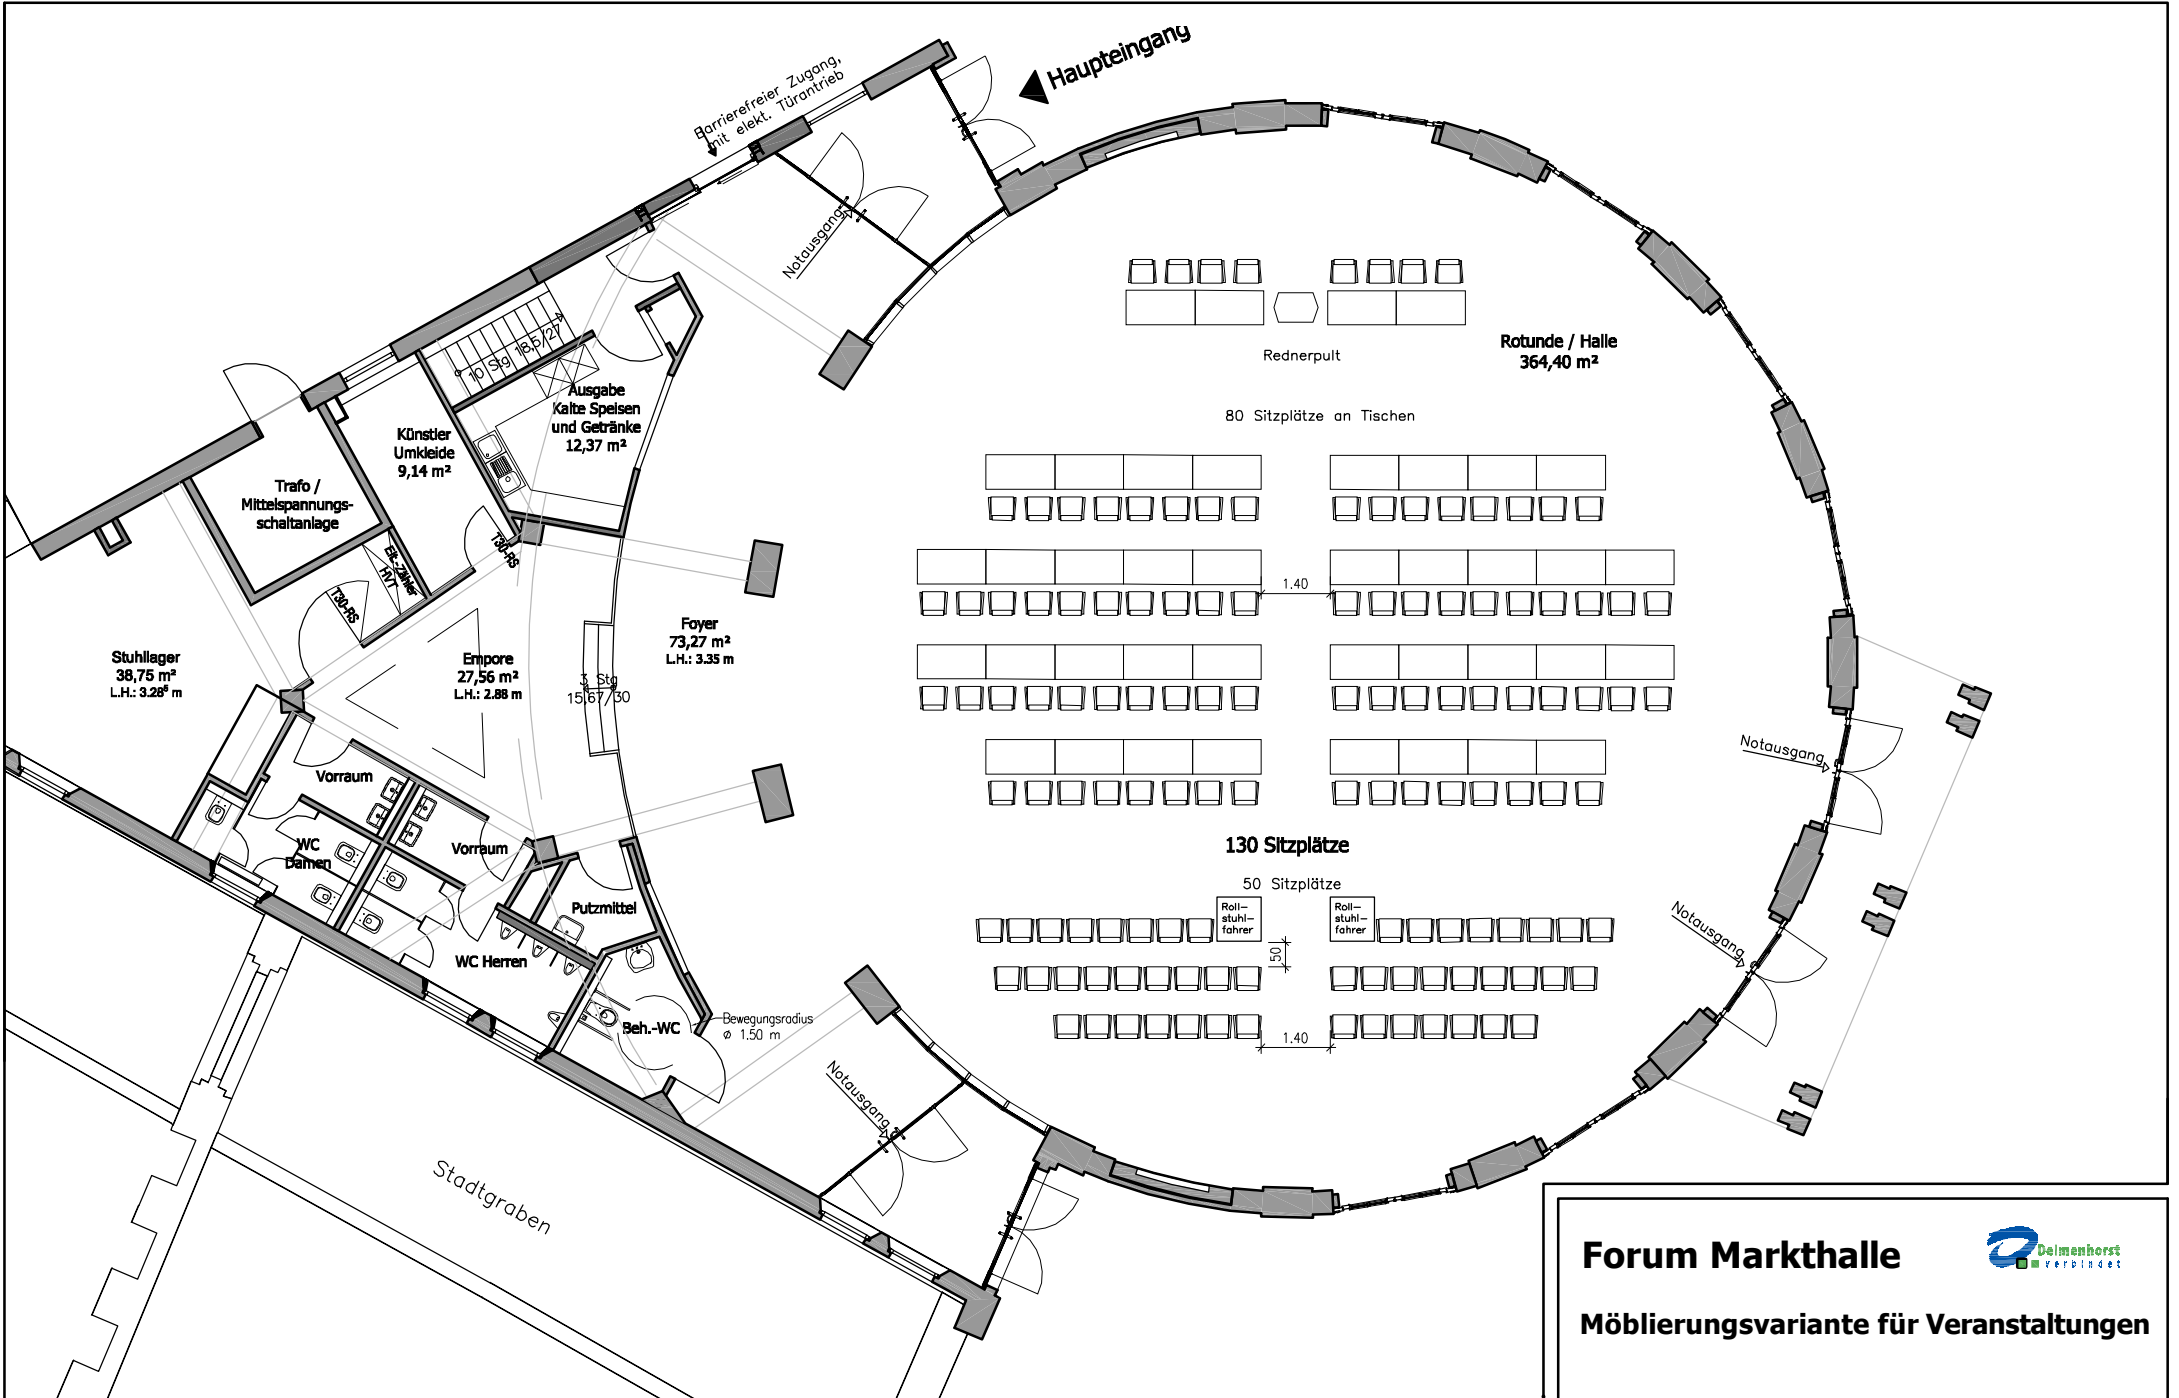 Haupteingang
Barrierefreier Zugang,
mit elekt. Türantrieb
Notausgang
Rednerpult
Rotunde / Halle
364,40 m²
80 Sitzplätze an Tischen
10 Stg 18,5/27
Ausgabe
Kalte Speisen
und Getränke
12,37 m²
Künstler
Umkleide
9,14 m²
Trafo /
Mittelspannungs-
schaltanlage
T30-RS
Elt.-Zähler
HVT
T30-RS
1.40
Foyer
73,27 m²
L.H.: 3.35 m
Stuhllager
38,75 m²
L.H.: 3.28⁵ m
Empore
27,56 m²
L.H.: 2.88 m
3 Stg
15,67/30
Notausgang
Vorraum
Vorraum
WC
Damen
130 Sitzplätze
50 Sitzplätze
Roll-
stuhl-
fahrer
Roll-
stuhl-
fahrer
Putzmittel
Notausgang
50
WC Herren
Beh.-WC
Bewegungsradius
ø 1.50 m
1.40
Notausgang
Stadtgraben
Forum Markthalle
Delmenhorst
verbindet
Möblierungsvariante für Veranstaltungen